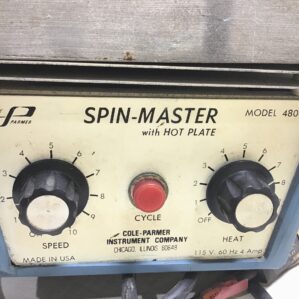 PARMER
SPIN-MASTER
with HOT PLATE
MODEL 480
1 2 3 4 5 6 7 8 9 10
SPEED
CYCLE
OFF 1 2 3 4 5 6 7
HEAT
COLE-PARMER
INSTRUMENT COMPANY
CHICAGO, ILLINOIS 60648
MADE IN USA
115 V. 60 Hz 4 Amp